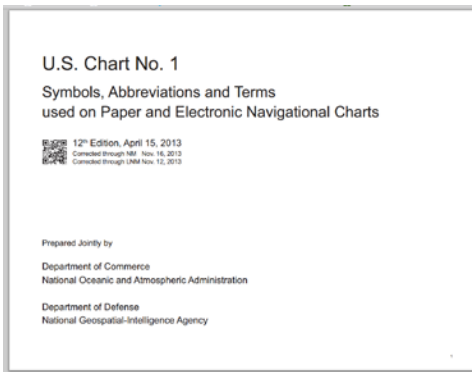 U.S. Chart No. 1
Symbols, Abbreviations and Terms
used on Paper and Electronic Navigational Charts
12th Edition, April 15, 2013
Corrected through NM Nov. 16, 2013
Corrected through LNM Nov. 12, 2013
Prepared Jointly by
Department of Commerce
National Oceanic and Atmospheric Administration
Department of Defense
National Geospatial-Intelligence Agency